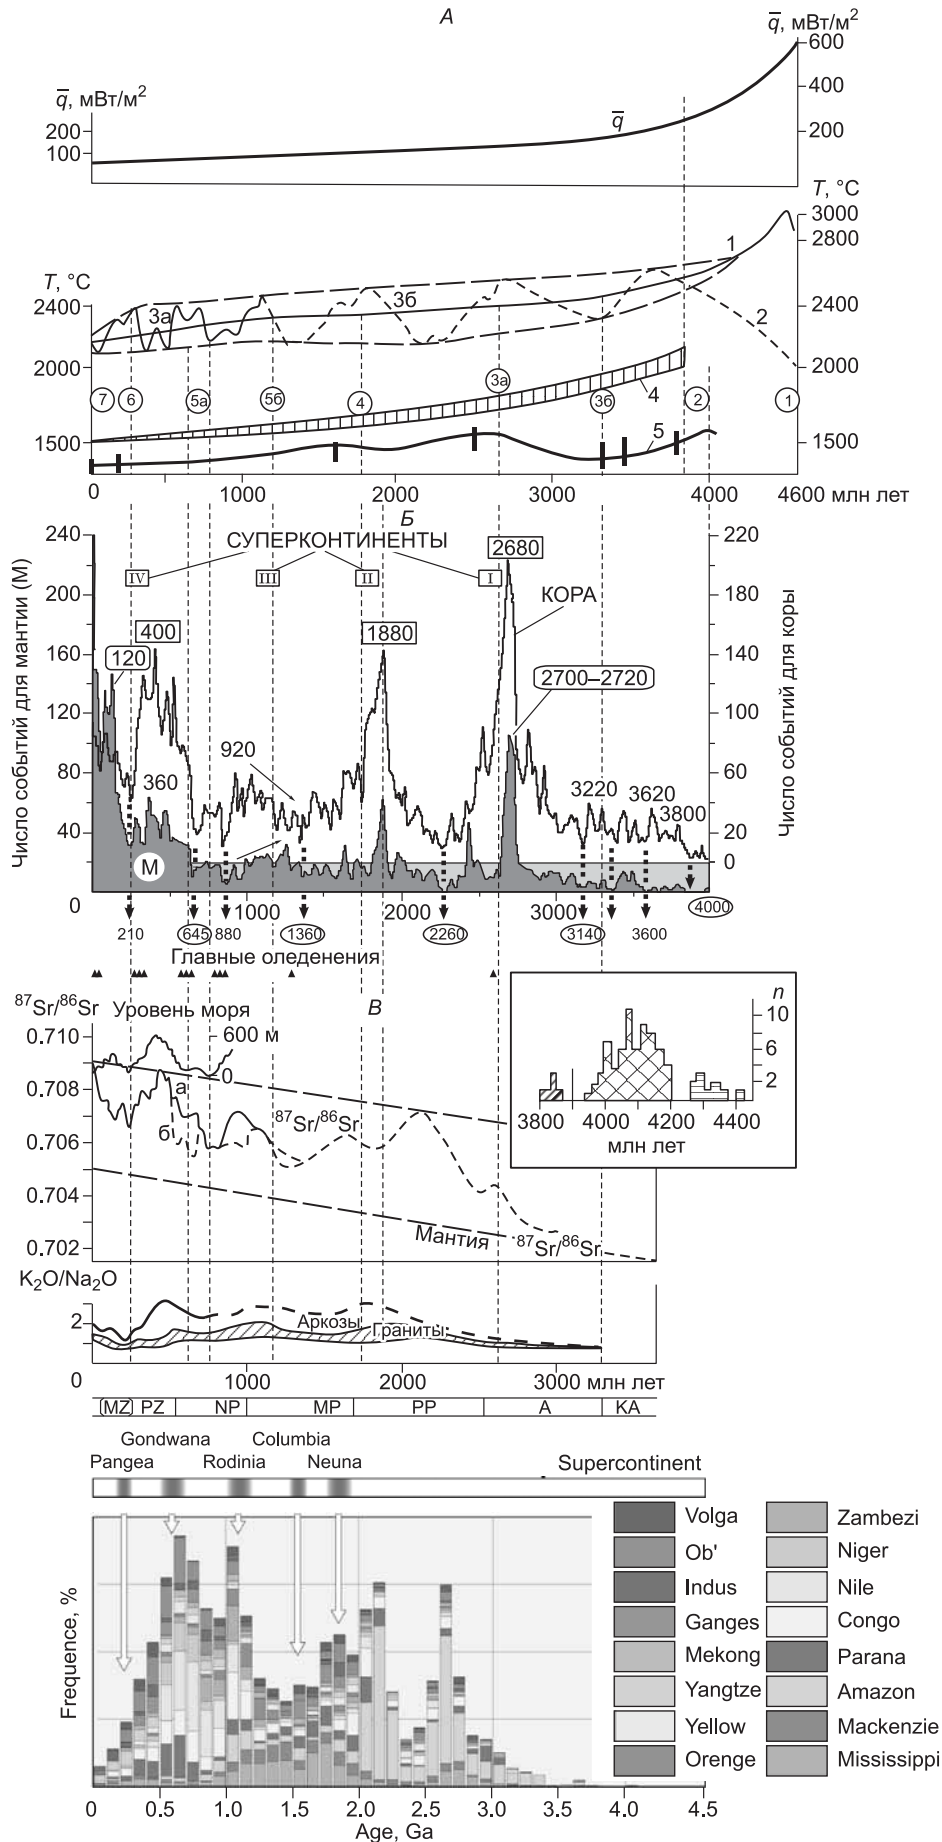 А
q̅, мВт/м²
600
400
200
q̅, мВт/м²
200
100
q̅
T, °C
3000
2800
2400
2000
1500
T, °C
2400
2000
1500
1
2
3а
3б
4
5
7
6
5а
5б
4
3а
3б
2
1
0 1000 2000 3000 4000 4600 млн лет
Б
СУПЕРКОНТИНЕНТЫ
IV III II I
Число событий для мантии (М)
240
200
160
120
80
40
0
Число событий для коры
220
200
160
120
80
40
20
0
2680
КОРА
400
1880
120
2700–2720
920
360
3220
3620
3800
М
1000 2000 3000 4000
210 645 880 1360 2260 3140 3600
Главные оледенения
⁸⁷Sr/⁸⁶Sr
Уровень моря
В
0.710
0.708
0.706
0.704
0.702
600 м
0
а
б
⁸⁷Sr/⁸⁶Sr
Мантия ⁸⁷Sr/⁸⁶Sr
n
10
6
2
3800 4000 4200 4400
млн лет
K₂O/Na₂O
2
Аркозы
Граниты
0 1000 2000 3000 млн лет
MZ PZ NP MP PP A KA
Gondwana Columbia
Pangea Rodinia Neuna Supercontinent
Frequence, %
Volga
Ob'
Indus
Ganges
Mekong
Yangtze
Yellow
Orenge
Zambezi
Niger
Nile
Congo
Parana
Amazon
Mackenzie
Mississippi
0 0.5 1.0 1.5 2.0 2.5 3.0 3.5 4.0 4.5
Age, Ga